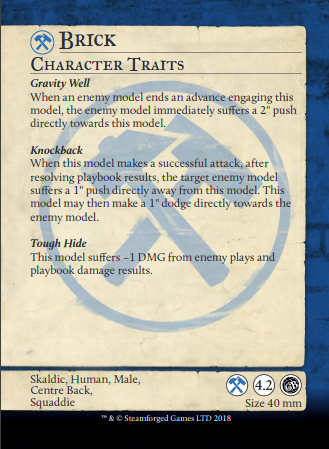 BRICK
CHARACTER TRAITS
Gravity Well
When an enemy model ends an advance engaging this
model, the enemy model immediately suffers a 2" push
directly towards this model.
Knockback
When this model makes a successful attack, after
resolving playbook results, the target enemy model
suffers a 1" push directly away from this model. This
model may then make a 1" dodge directly towards the
enemy model.
Tough Hide
This model suffers –1 DMG from enemy plays and
playbook damage results.
Skaldic, Human, Male,
Centre Back,
Squaddie
4.2
GB
Size 40 mm
™ & © Steamforged Games LTD 2018